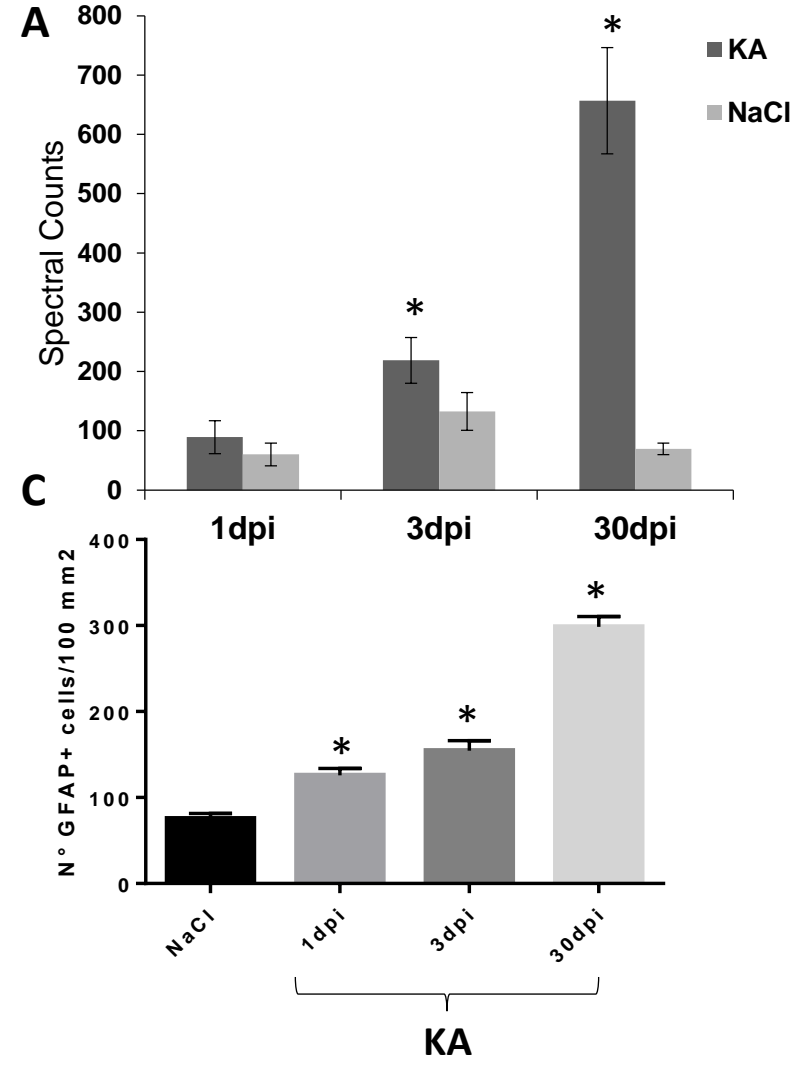 A
Spectral Counts
800
700
600
500
400
300
200
100
0
*
*
KA
NaCl
1dpi
3dpi
30dpi
C
N° GFAP+ cells/100 mm2
400
300
200
100
0
*
*
*
NaCl
1dpi
3dpi
30dpi
KA